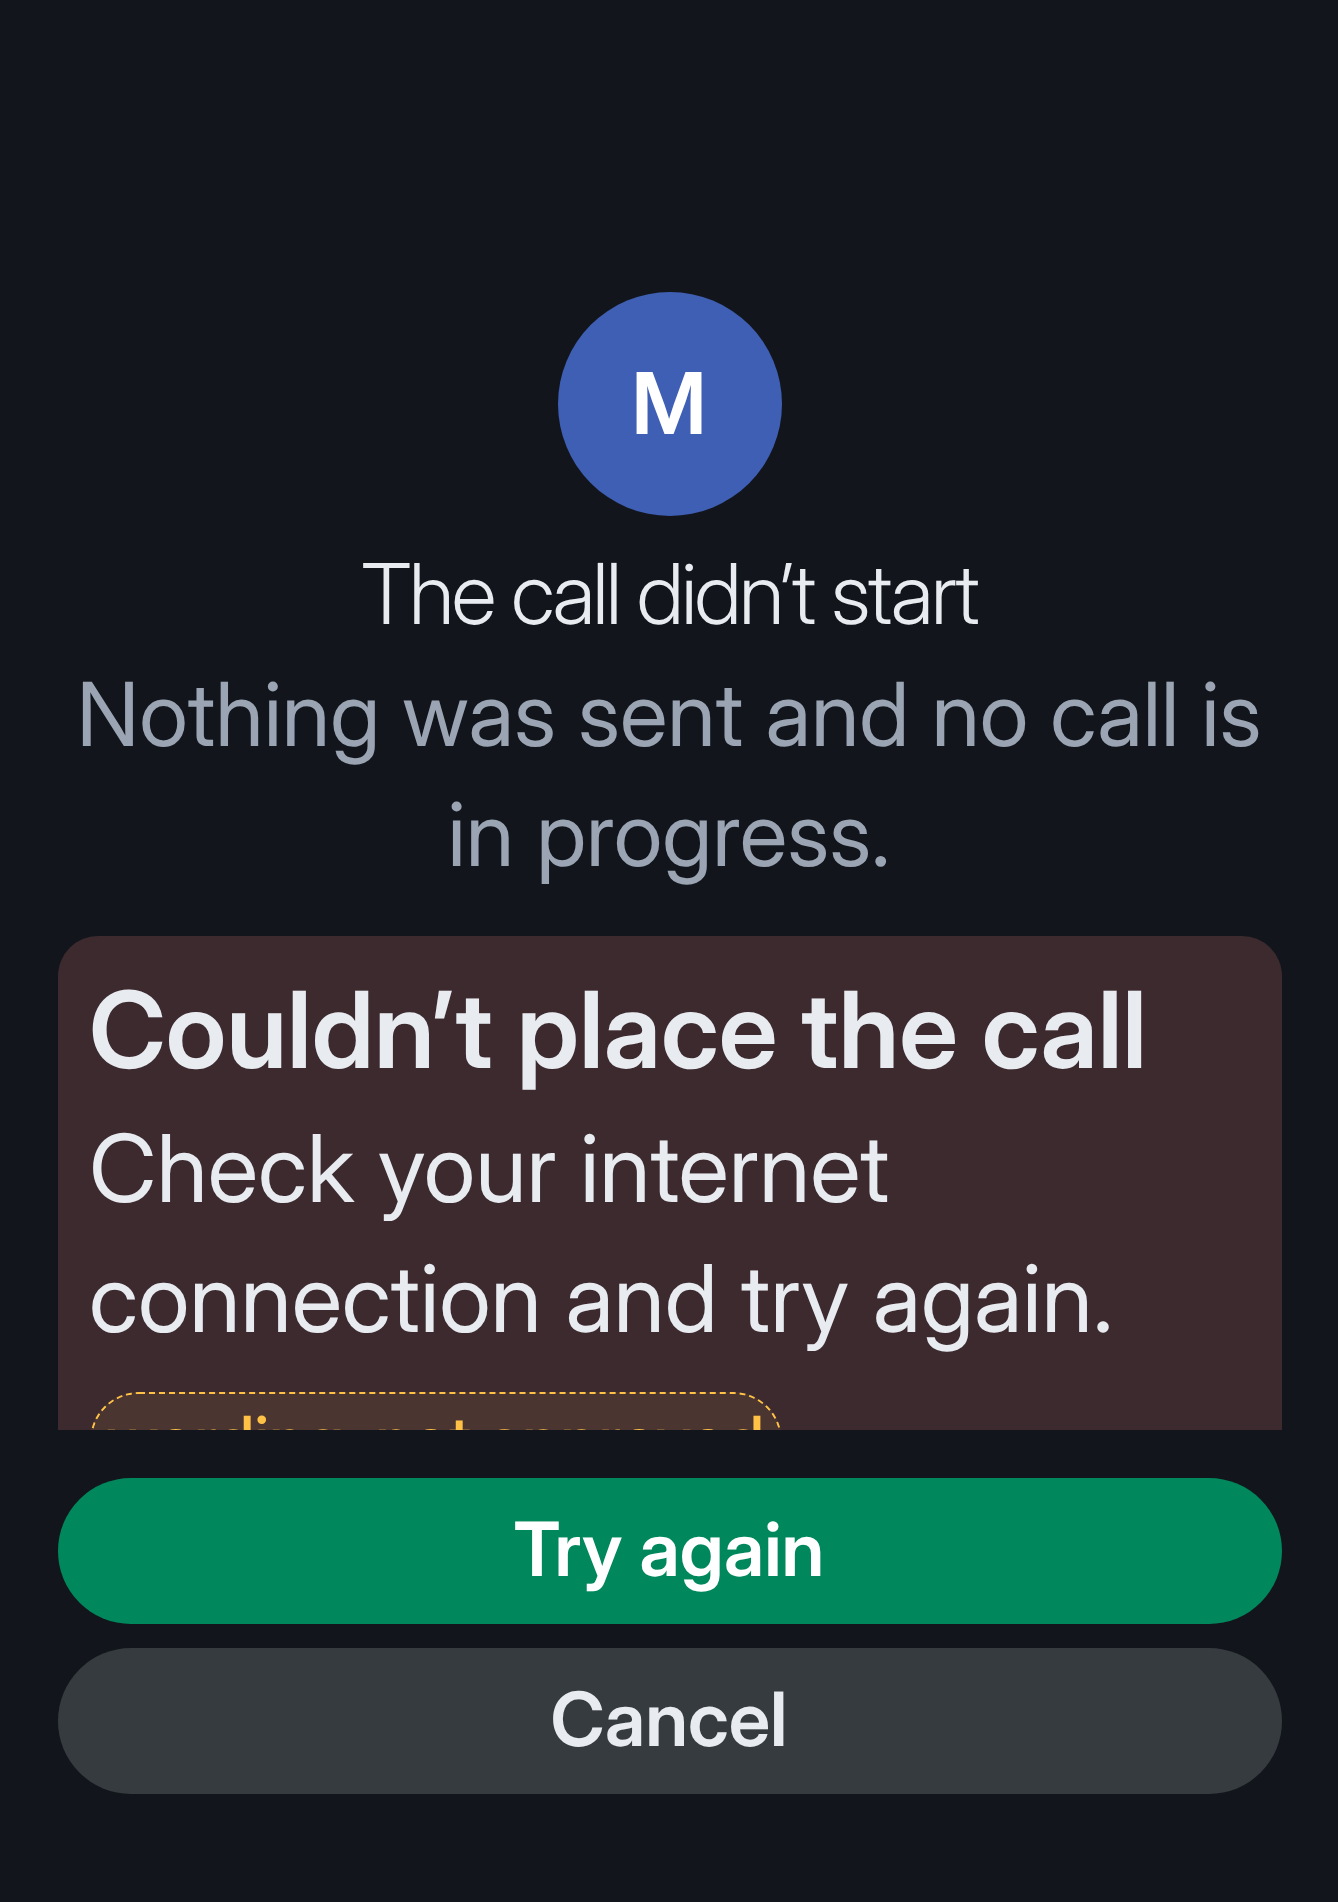 M
The call didn’t start
Nothing was sent and no call is
in progress.
Couldn’t place the call
Check your internet
connection and try again.
Try again
Cancel